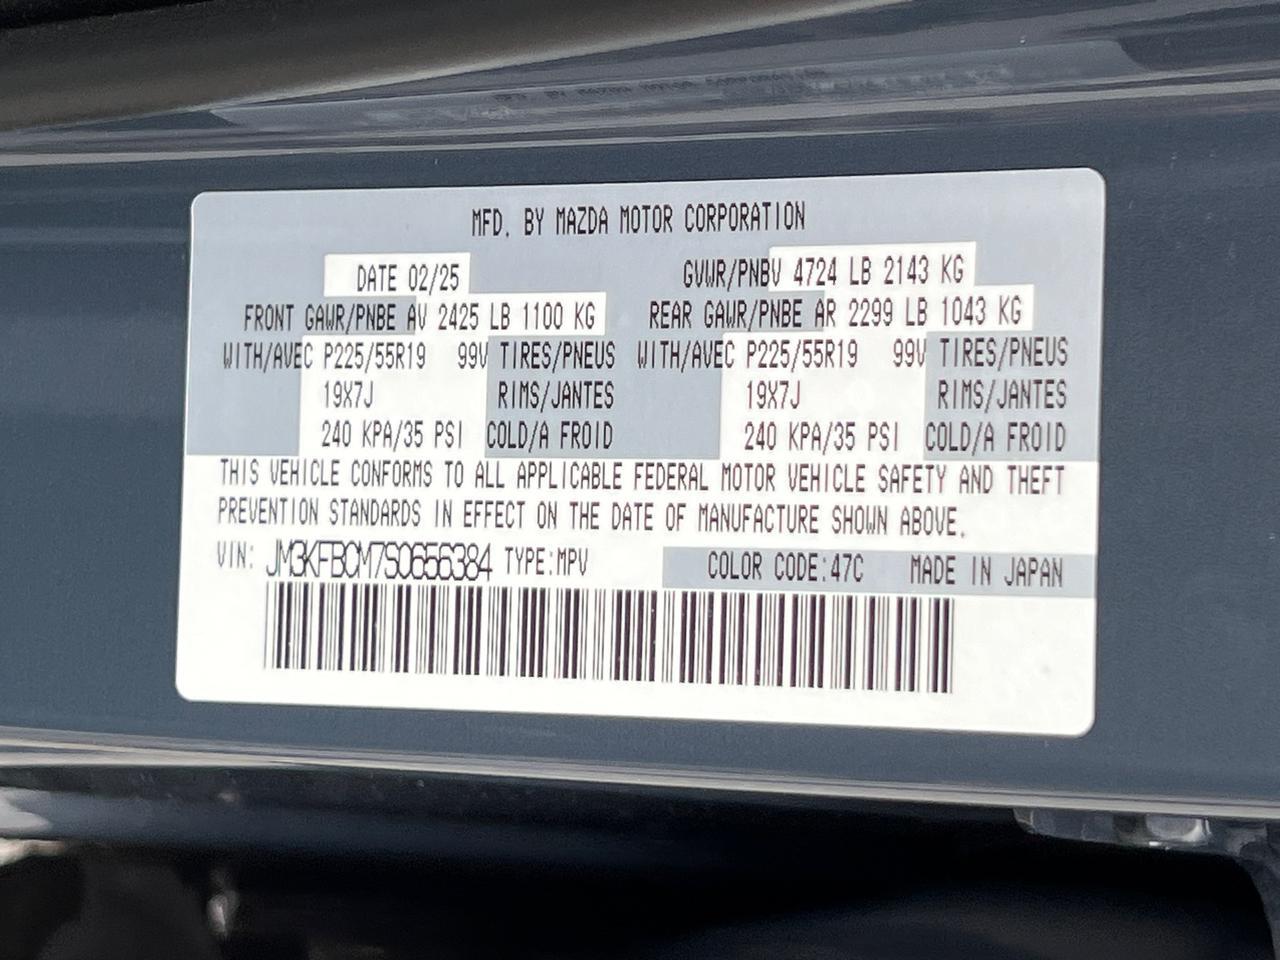 MFD. BY MAZDA MOTOR CORPORATION
DATE 02/25 GVWR/PNBV 4724 LB 2143 KG
FRONT GAWR/PNBE AV 2425 LB 1100 KG REAR GAWR/PNBE AR 2299 LB 1043 KG
WITH/AVEC P225/55R19 99V TIRES/PNEUS WITH/AVEC P225/55R19 99V TIRES/PNEUS
19X7J RIMS/JANTES 19X7J RIMS/JANTES
240 KPA/35 PSI COLD/A FROID 240 KPA/35 PSI COLD/A FROID
THIS VEHICLE CONFORMS TO ALL APPLICABLE FEDERAL MOTOR VEHICLE SAFETY AND THEFT
PREVENTION STANDARDS IN EFFECT ON THE DATE OF MANUFACTURE SHOWN ABOVE.
VIN: JM3KFBCM7S0656384 TYPE:MPV COLOR CODE:47C MADE IN JAPAN